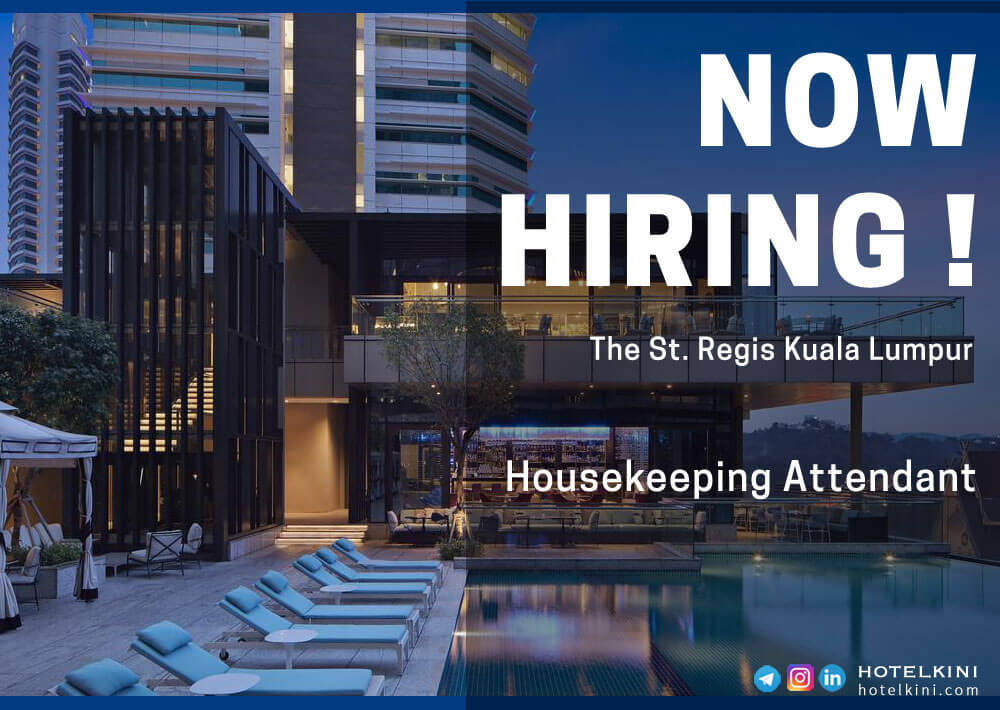 NOW
HIRING !
The St. Regis Kuala Lumpur
Housekeeping Attendant
HOTELKINI
hotelkini.com